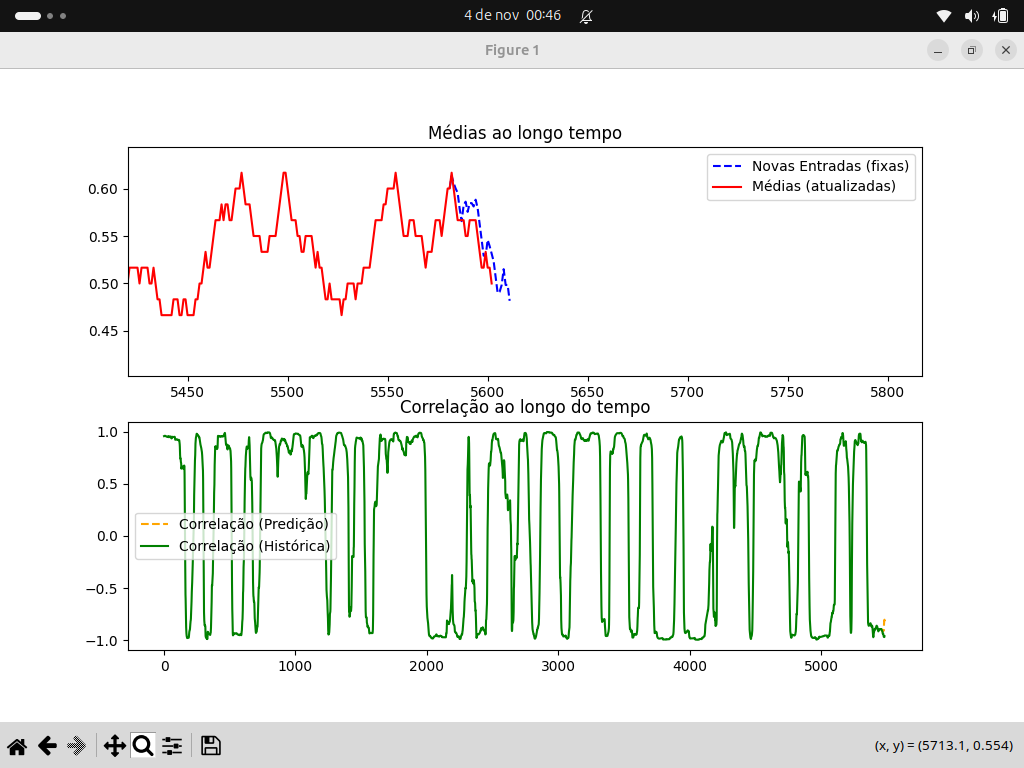 4 de nov  00:46
Figure 1
Médias ao longo tempo
Novas Entradas (fixas)
Médias (atualizadas)
0.60
0.55
0.50
0.45
5450 5500 5550 5600 5650 5700 5750 5800
Correlação ao longo do tempo
1.0
0.5
Correlação (Predição)
0.0
Correlação (Histórica)
−0.5
−1.0
0 1000 2000 3000 4000 5000
(x, y) = (5713.1, 0.554)